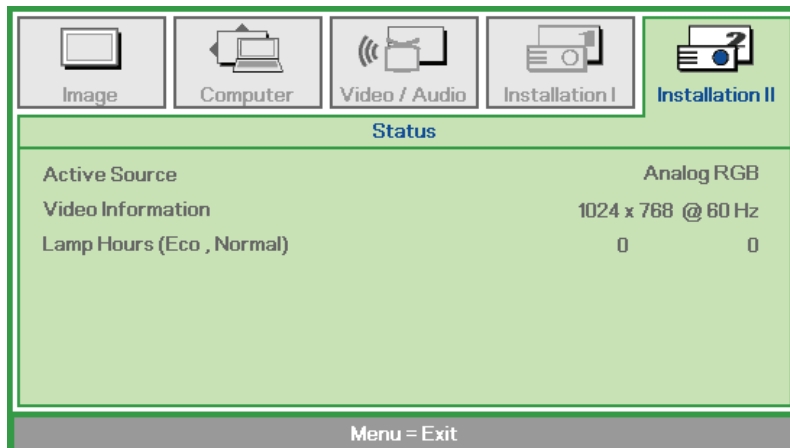 Image Computer Video / Audio Installation I Installation II
Status
Active Source Analog RGB
Video Information 1024 x 768 @ 60 Hz
Lamp Hours (Eco , Normal) 0 0
Menu = Exit